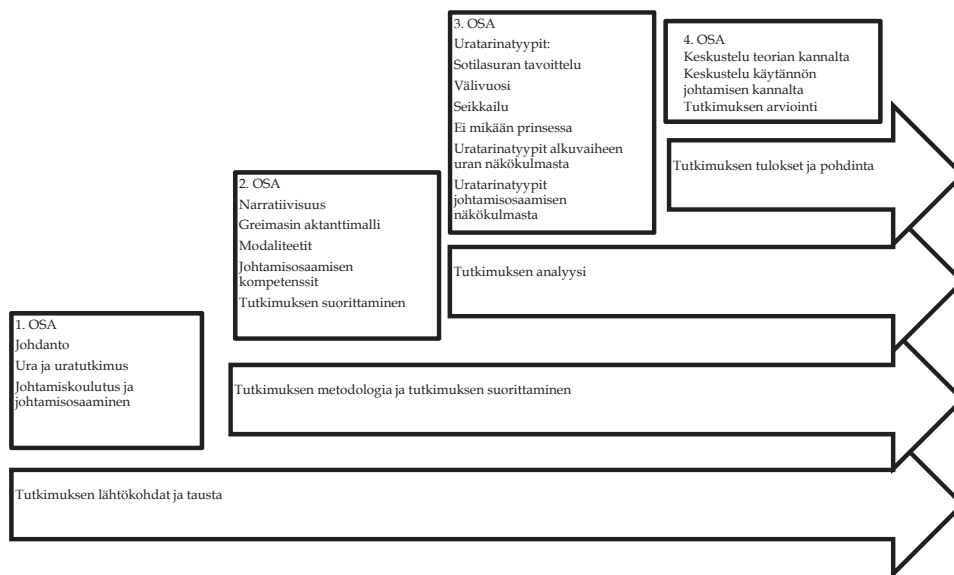 1. OSA
Johdanto
Ura ja uratutkimus
Johtamiskoulutus ja
johtamisosaaminen
Tutkimuksen lähtökohdat ja tausta
2. OSA
Narratiivisuus
Greimasin aktanttimalli
Modaliteetit
Johtamisosaamisen
kompetenssit
Tutkimuksen suorittaminen
Tutkimuksen metodologia ja tutkimuksen suorittaminen
3. OSA
Uratarinatyypit:
Sotilasuran tavoittelu
Välivuosi
Seikkailu
Ei mikään prinsessa
Uratarinatyypit alkuvaiheen
uran näkökulmasta
Uratarinatyypit
johtamisosaamisen
näkökulmasta
Tutkimuksen analyysi
4. OSA
Keskustelu teorian kannalta
Keskustelu käytännön
johtamisen kannalta
Tutkimuksen arviointi
Tutkimuksen tulokset ja pohdinta